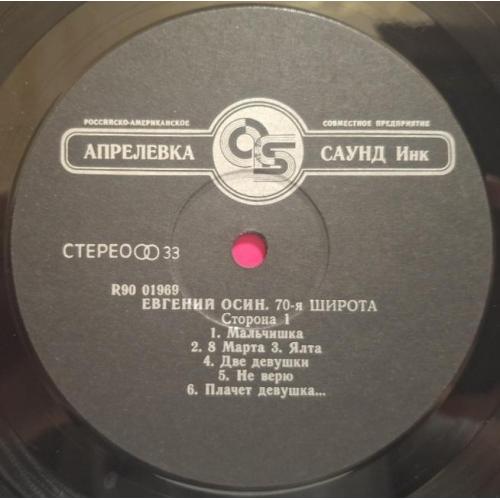 РОССИЙСКО-АМЕРИКАНСКОЕ СОВМЕСТНОЕ ПРЕДПРИЯТИЕ
АПРЕЛЕВКА САУНД Инк
СТЕРЕО 33
R90 01969
ЕВГЕНИЙ ОСИН. 70-я ШИРОТА
Сторона 1
1. Мальчишка
2. 8 Марта 3. Ялта
4. Две девушки
5. Не верю
6. Плачет девушка...